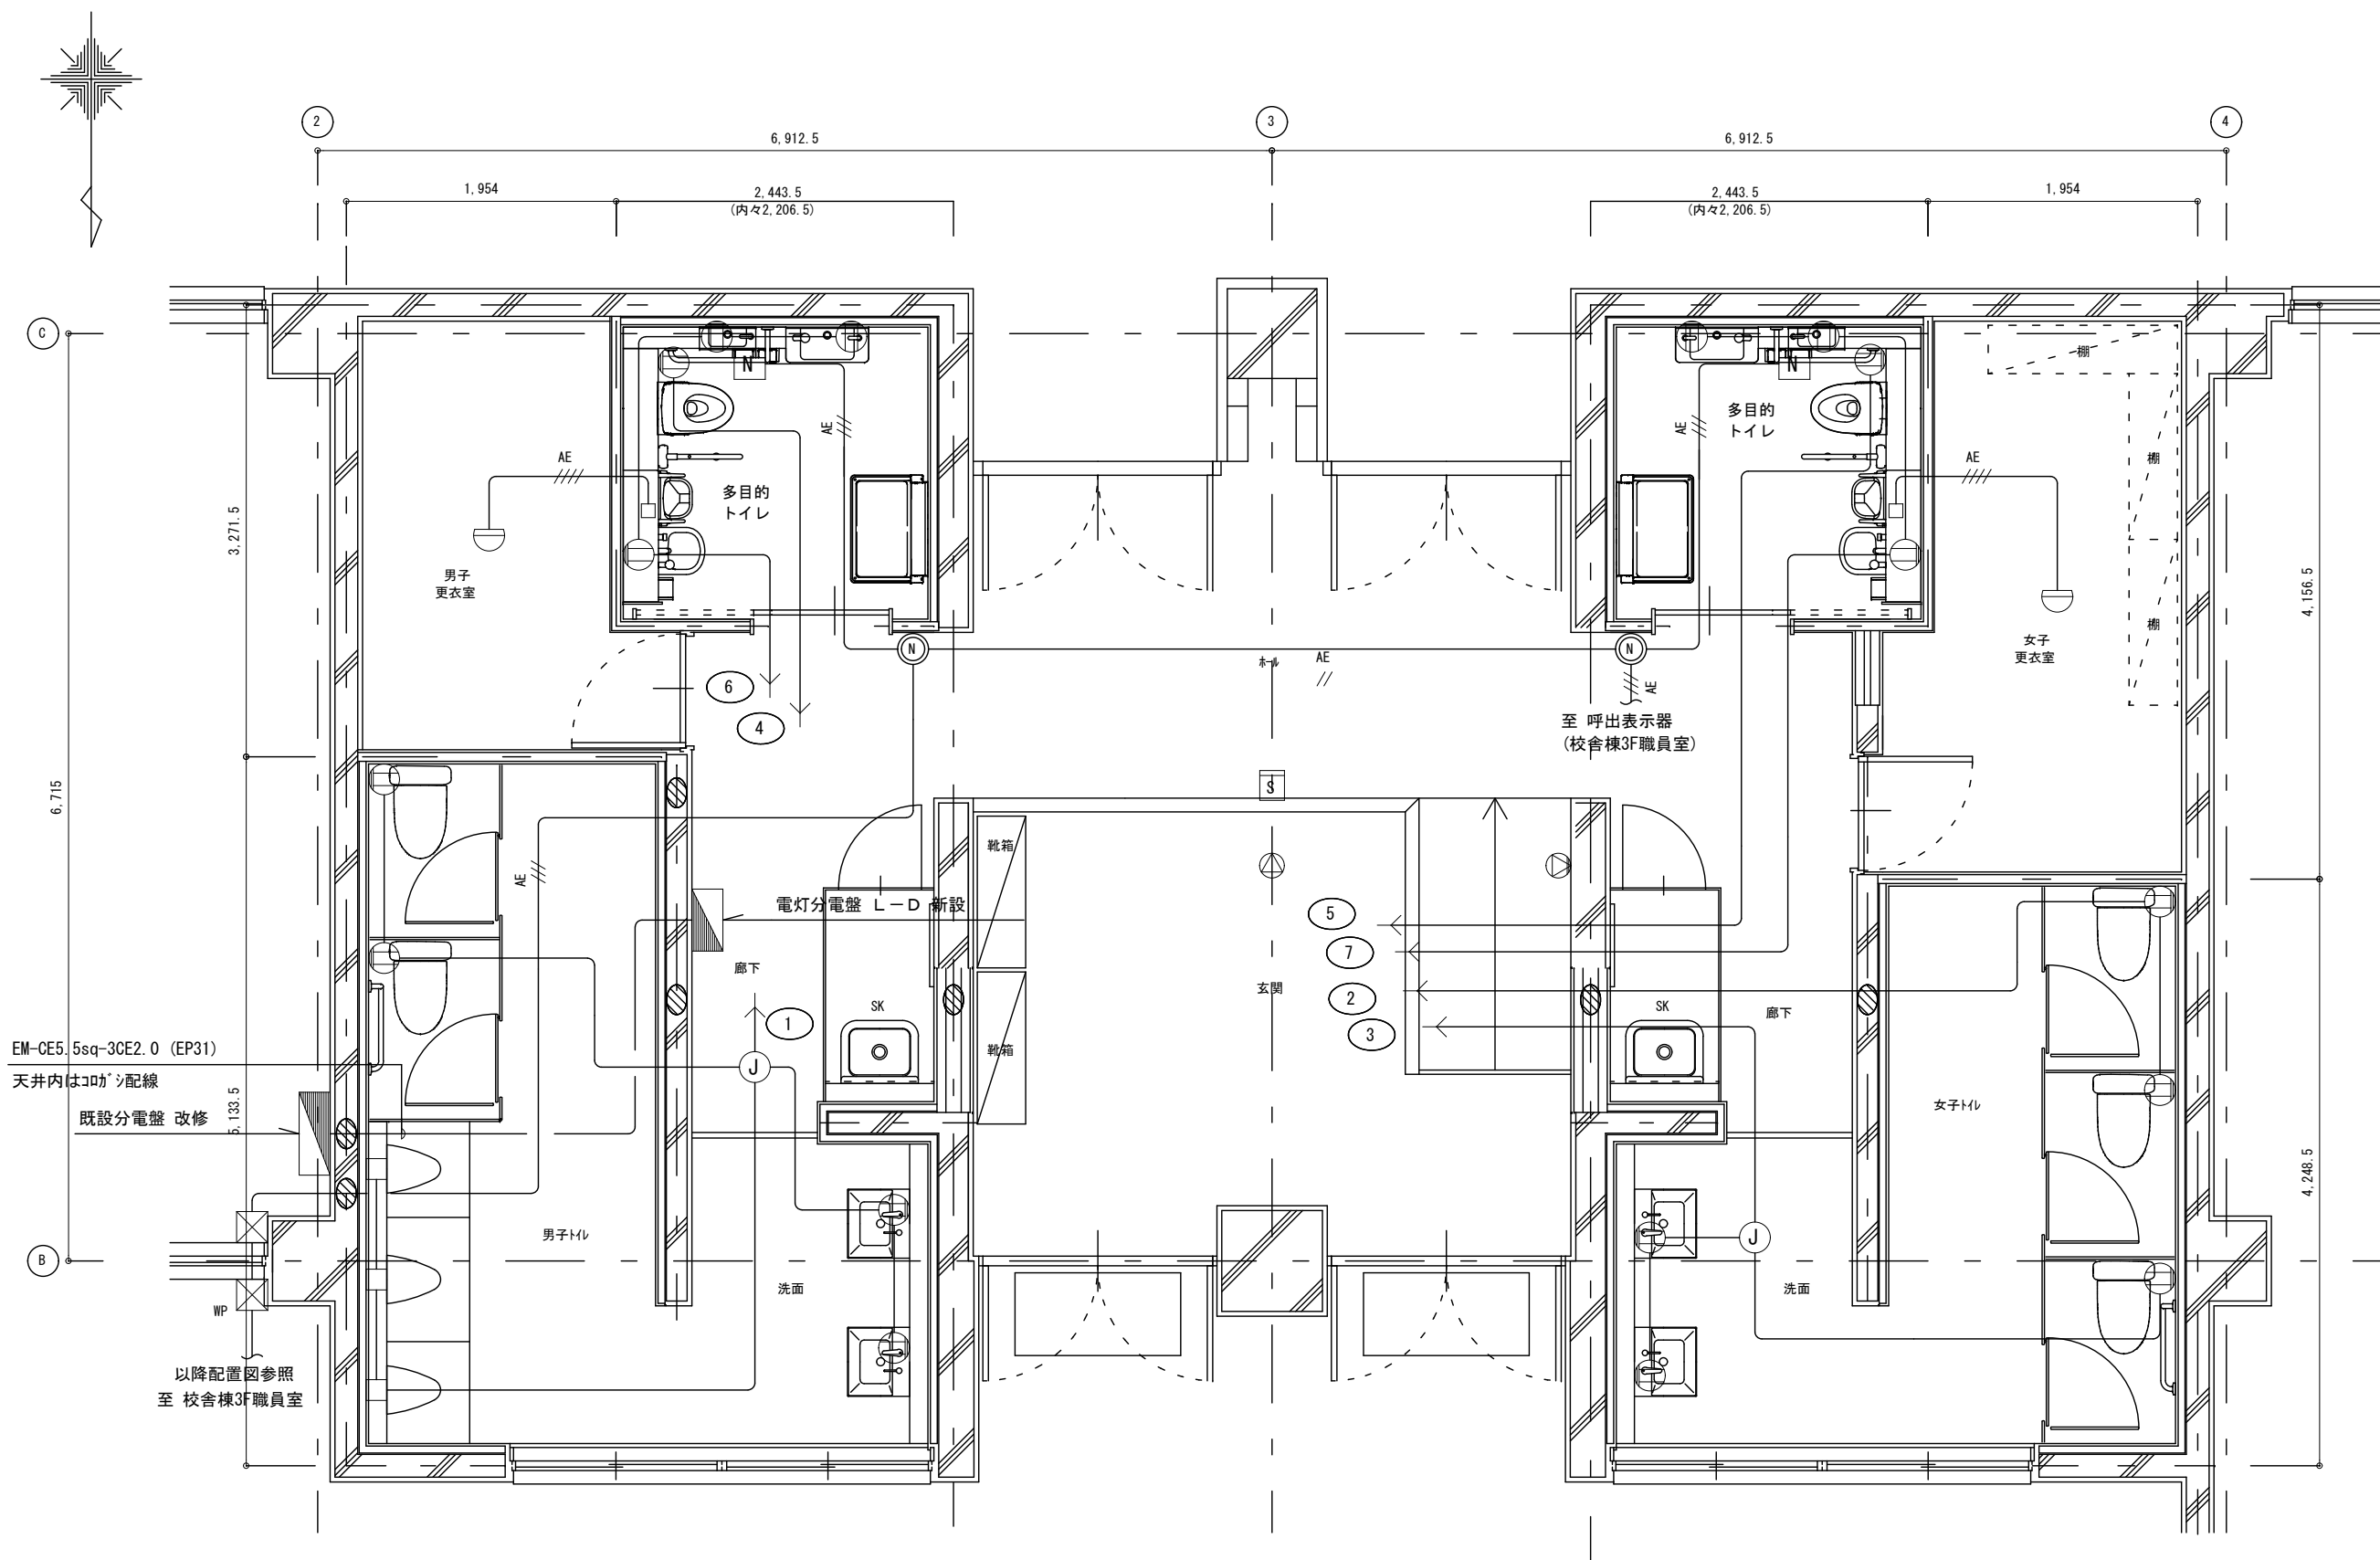 2
3
4
6,912.5
6,912.5
1,954
2,443.5
(内々2,206.5)
2,443.5
(内々2,206.5)
1,954
C
N
N
棚
多目的
トイレ
多目的
トイレ
AE
AE
AE
AE
棚
多目的
トイレ
3,271.5
4,156.5
男子
更衣室
棚
女子
更衣室
N
N
ホール
AE
AE
6
4
至 呼出表示器
(校舎棟3F職員室)
S
6,715
靴箱
AE
電灯分電盤 L－D 新設
5
7
2
3
廊下
玄関
SK
SK
廊下
1
靴箱
J
EM-CE5.5sq-3CE2.0 (EP31)
天井内はコロガシ配線
既設分電盤 改修
5,133.5
女子トイレ
4,248.5
男子トイレ
J
B
洗面
洗面
WP
以降配置図参照
至 校舎棟3F職員室